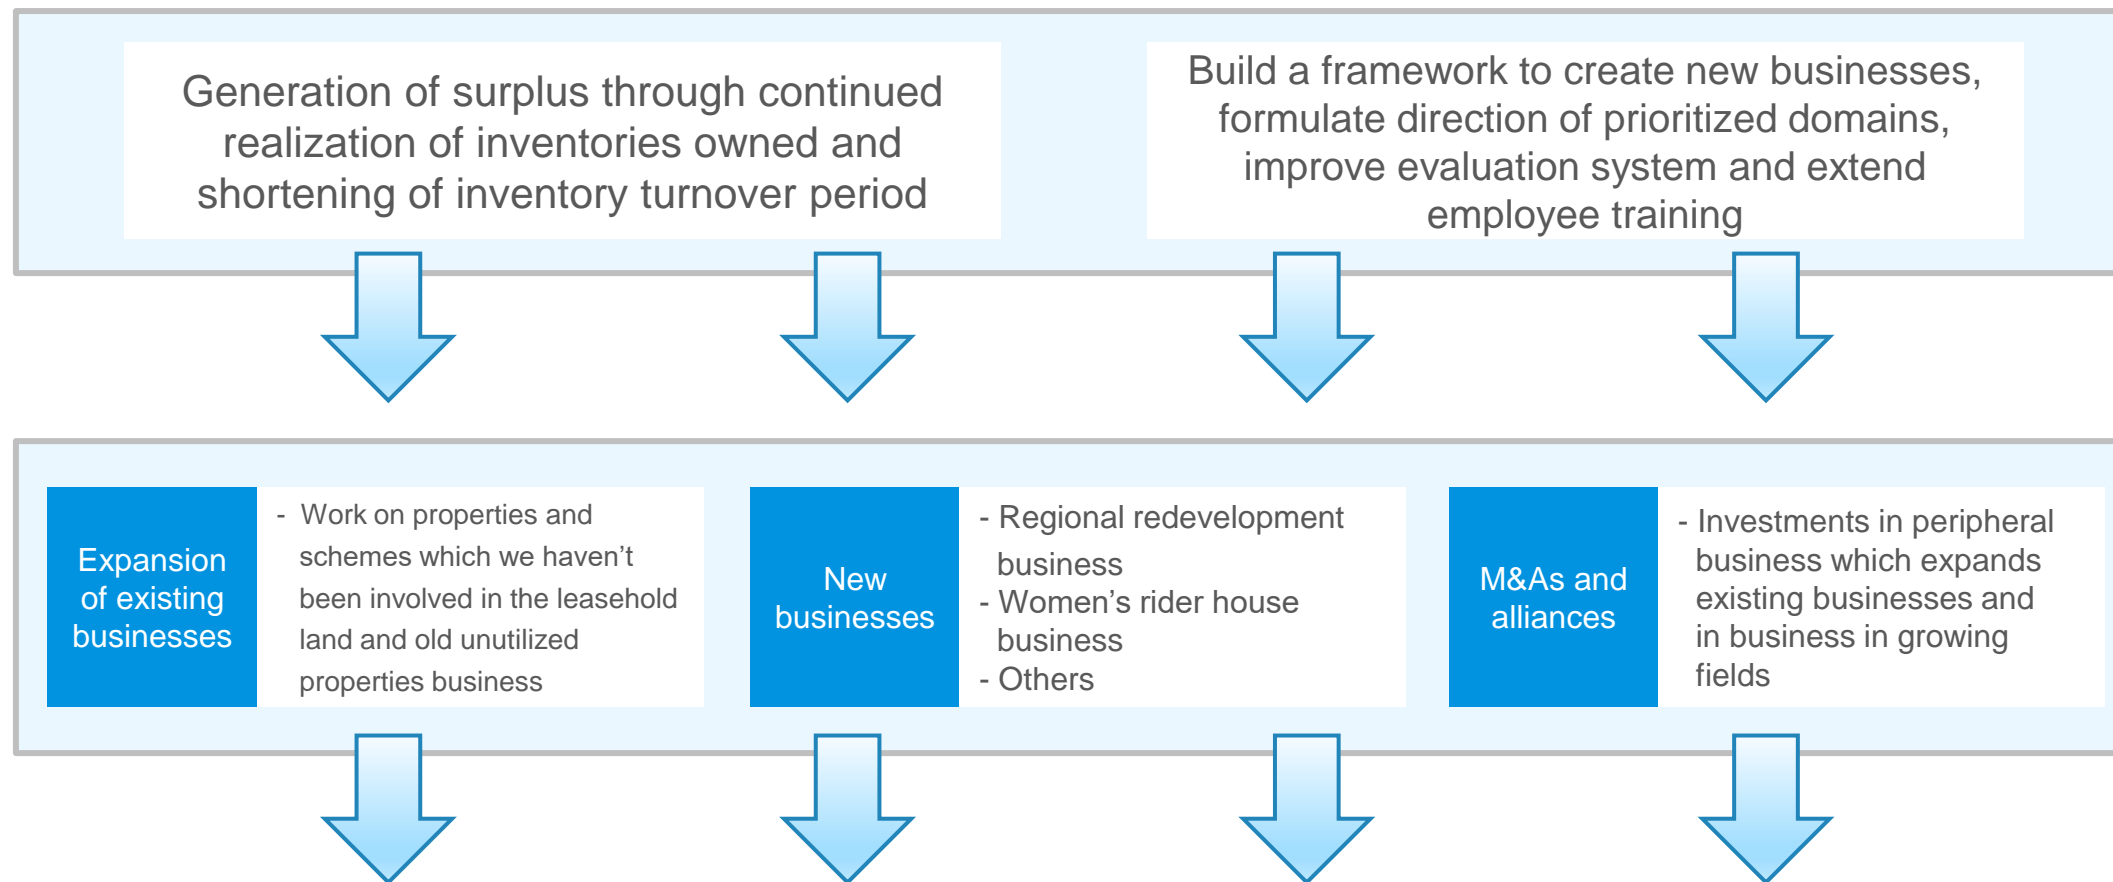 Generation of surplus through continued
realization of inventories owned and
shortening of inventory turnover period
Build a framework to create new businesses,
formulate direction of prioritized domains,
improve evaluation system and extend
employee training
Expansion
of existing
businesses
- Work on properties and
schemes which we haven’t
been involved in the leasehold
land and old unutilized
properties business
New
businesses
- Regional redevelopment
business
- Women’s rider house
business
- Others
M&As and
alliances
- Investments in peripheral
business which expands
existing businesses and
in business in growing
fields